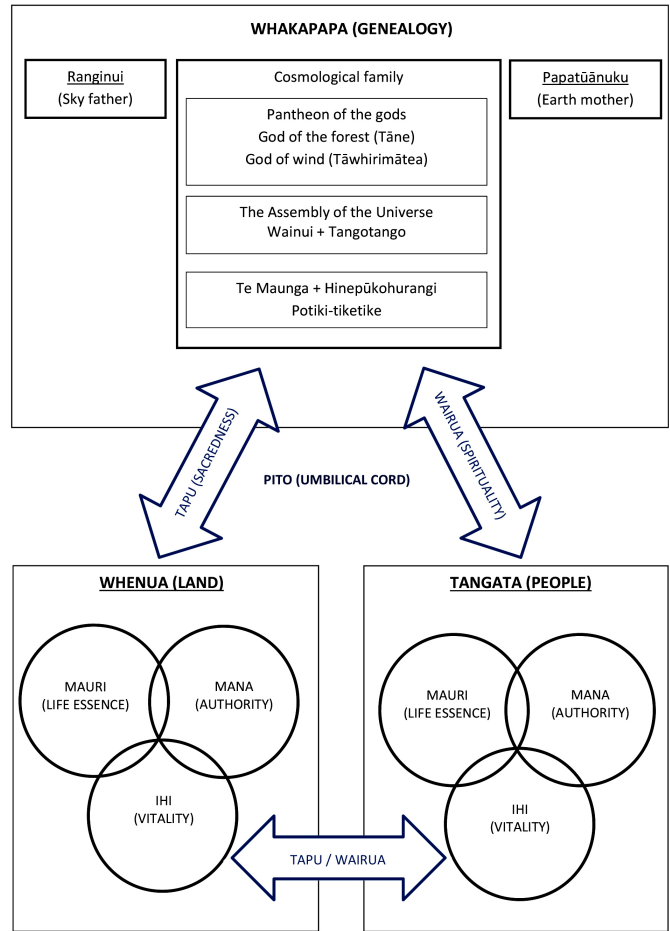 WHAKAPAPA (GENEALOGY)
Ranginui
(Sky father)
Cosmological family
Papatūānuku
(Earth mother)
Pantheon of the gods
God of the forest (Tāne)
God of wind (Tāwhirimātea)
The Assembly of the Universe
Wainui + Tangotango
Te Maunga + Hinepūkohurangi
Potiki-tiketike
TAPU (SACREDNESS)
WAIRUA (SPIRITUALITY)
PITO (UMBILICAL CORD)
WHENUA (LAND)
MAURI
(LIFE ESSENCE)
MANA
(AUTHORITY)
IHI
(VITALITY)
TANGATA (PEOPLE)
MAURI
(LIFE ESSENCE)
MANA
(AUTHORITY)
IHI
(VITALITY)
TAPU / WAIRUA